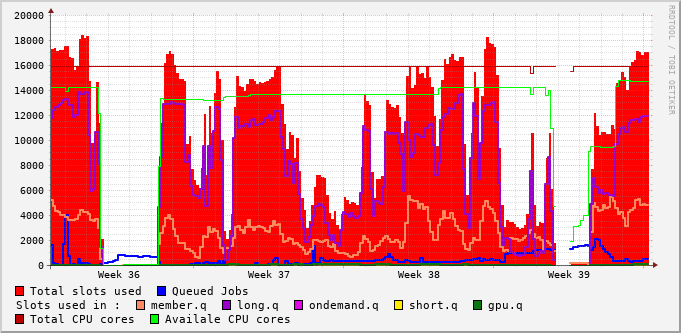 20000
18000
16000
14000
12000
10000
8000
6000
4000
2000
0
Week 36 Week 37 Week 38 Week 39
RRDTOOL / TOBI OETIKER
Total slots used Queued Jobs
Slots used in : member.q long.q ondemand.q short.q gpu.q
Total CPU cores Availale CPU cores